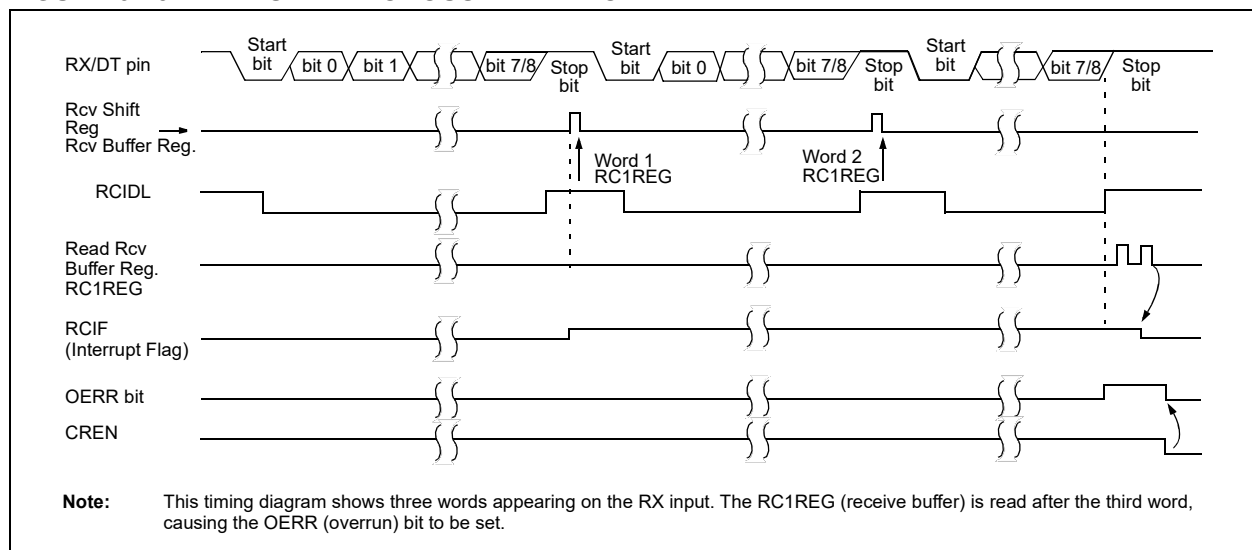 Start bit
bit 0
bit 1
bit 7/8
Stop bit
Start bit
bit 0
bit 7/8
Stop bit
Start bit
bit 7/8
Stop bit
RX/DT pin
Rcv Shift
Reg
Rcv Buffer Reg.
Word 1
RC1REG
Word 2
RC1REG
RCIDL
Read Rcv
Buffer Reg.
RC1REG
RCIF
(Interrupt Flag)
OERR bit
CREN
Note: This timing diagram shows three words appearing on the RX input. The RC1REG (receive buffer) is read after the third word,
causing the OERR (overrun) bit to be set.